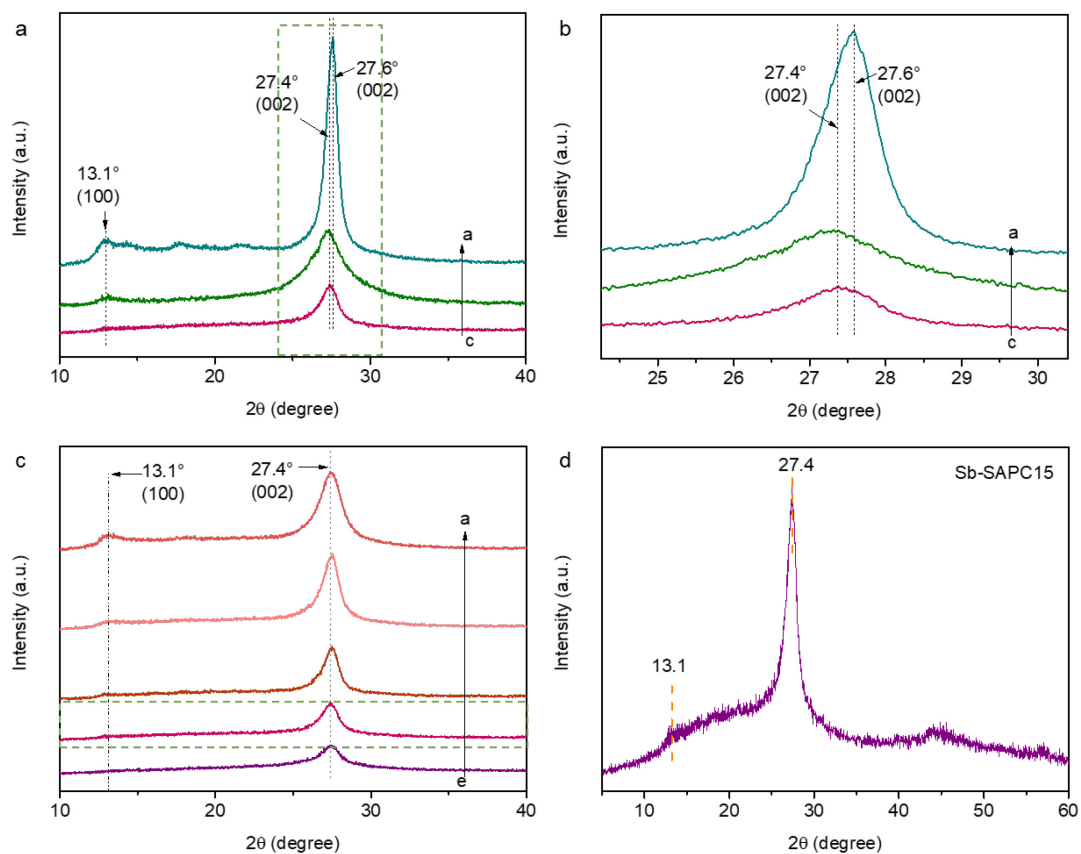 a
27.4°
(002)
27.6°
(002)
13.1°
(100)
a
c
Intensity (a.u.)
10
20
30
40
2θ (degree)
b
27.4°
(002)
27.6°
(002)
a
c
Intensity (a.u.)
25
26
27
28
29
30
2θ (degree)
c
13.1°
(100)
27.4°
(002)
a
e
Intensity (a.u.)
10
20
30
40
2θ (degree)
d
27.4
Sb-SAPC15
13.1
Intensity (a.u.)
10
20
30
40
50
60
2θ (degree)